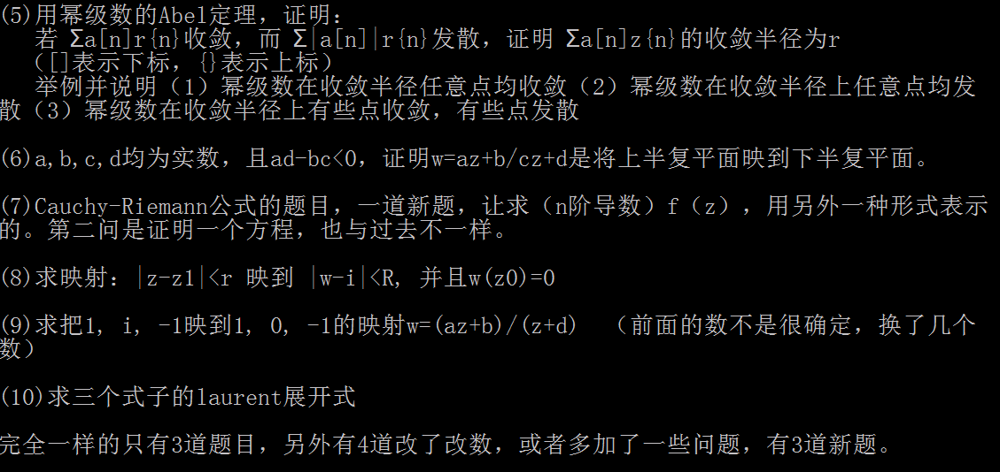 (5)用幂级数的Abel定理，证明：
若 Σa[n]r{n}收敛，而 Σ|a[n]|r{n}发散，证明 Σa[n]z{n}的收敛半径为r
（[]表示下标，{}表示上标）
举例并说明（1）幂级数在收敛半径任意点均收敛（2）幂级数在收敛半径上任意点均发
散（3）幂级数在收敛半径上有些点收敛，有些点发散
(6)a,b,c,d均为实数，且ad-bc<0，证明w=az+b/cz+d是将上半复平面映到下半复平面。
(7)Cauchy-Riemann公式的题目，一道新题，让求（n阶导数）f（z），用另外一种形式表示
的。第二问是证明一个方程，也与过去不一样。
(8)求映射：|z-z1|<r 映到 |w-i|<R, 并且w(z0)=0
(9)求把1, i, -1映到1, 0, -1的映射w=(az+b)/(z+d) （前面的数不是很确定，换了几个
数）
(10)求三个式子的laurent展开式
完全一样的只有3道题目，另外有4道改了改数，或者多加了一些问题，有3道新题。